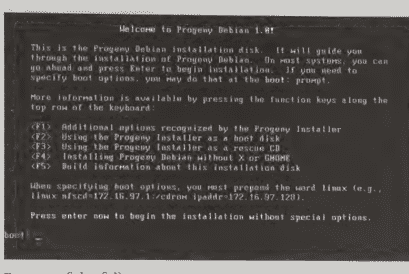 Welcome to Progeny Debian 1.0!
This is the Progeny Debian installation disk. It will guide you
through the installation of Progeny Debian. On most systems, you can
go ahead and press Enter to begin installation. If you need to
specify boot options, you may do that at the boot: prompt.
More information is available by pressing the function keys along the
top row of the keyboard:
<F1> Additional options recognized by the Progeny Installer
<F2> Using the Progeny Installer as a boot disk
<F3> Using the Progeny Installer as a rescue CD
<F4> Installing Progeny Debian without X or GNOME
<F5> Build information about this installation disk
When specifying boot options, you must prepend the word linux (e.g.,
linux nfscd=172.16.97.1:/cdrom ipaddr=172.16.97.128).
Press enter now to begin the installation without special options.
boot: _